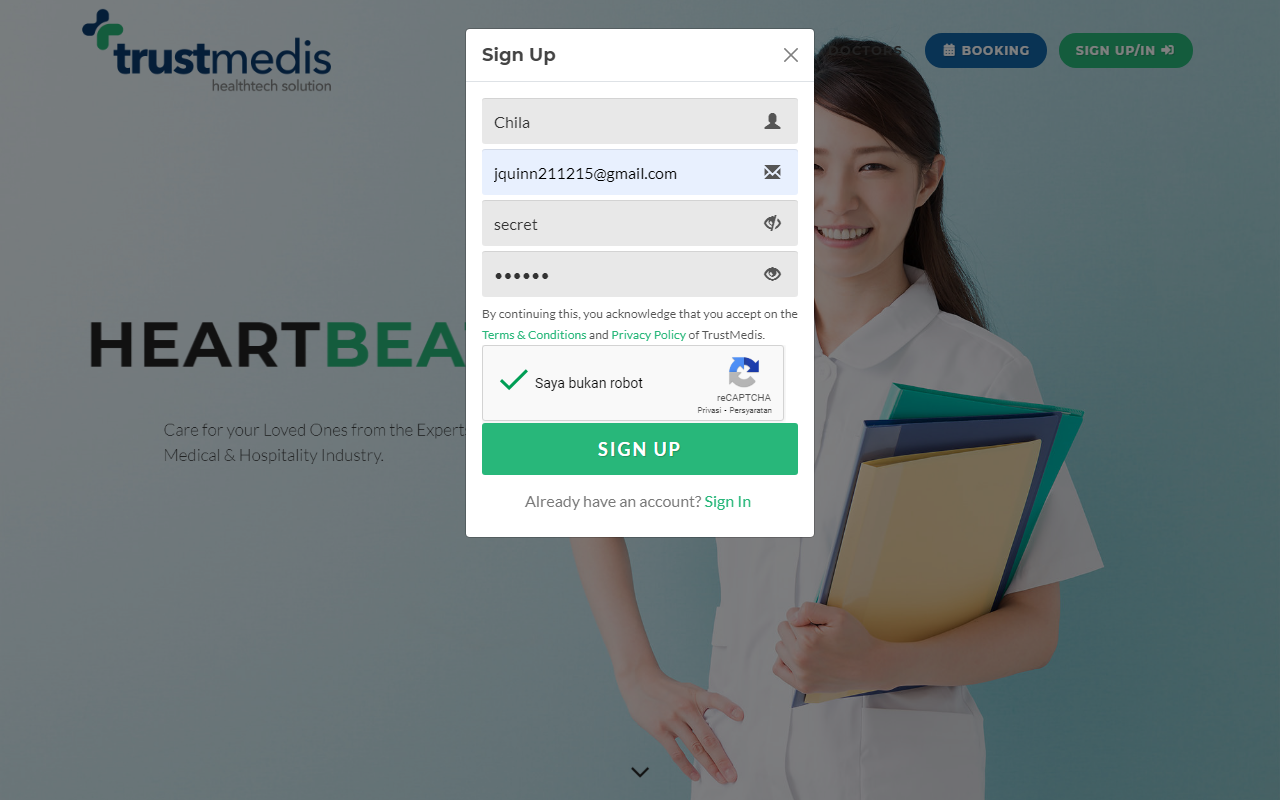 trustmedis
healthtech solution
DOCTORS
BOOKING
SIGN UP/IN
Sign Up
Chila
jquinn211215@gmail.com
secret
••••••
By continuing this, you acknowledge that you accept on the
Terms & Conditions and Privacy Policy of TrustMedis.
Saya bukan robot
reCAPTCHA
Privasi - Persyaratan
SIGN UP
Already have an account? Sign In
HEARTBEA
Care for your Loved Ones from the Expert
Medical & Hospitality Industry.